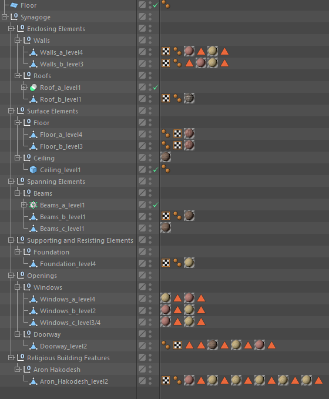 Floor
Synagoge
Enclosing Elements
Walls
Walls_a_level4
Walls_b_level3
Roofs
Roof_a_level1
Roof_b_level1
Surface Elements
Floor
Floor_a_level4
Floor_b_level3
Ceiling
Ceiling_level1
Spanning Elements
Beams
Beams_a_level1
Beams_b_level1
Beams_c_level1
Supporting and Resisting Elements
Foundation
Foundation_level4
Openings
Windows
Windows_a_level4
Windows_b_level2
Windows_c_level3/4
Doorway
Doorway_level2
Religious Building Features
Aron Hakodesh
Aron_Hakodesh_level2